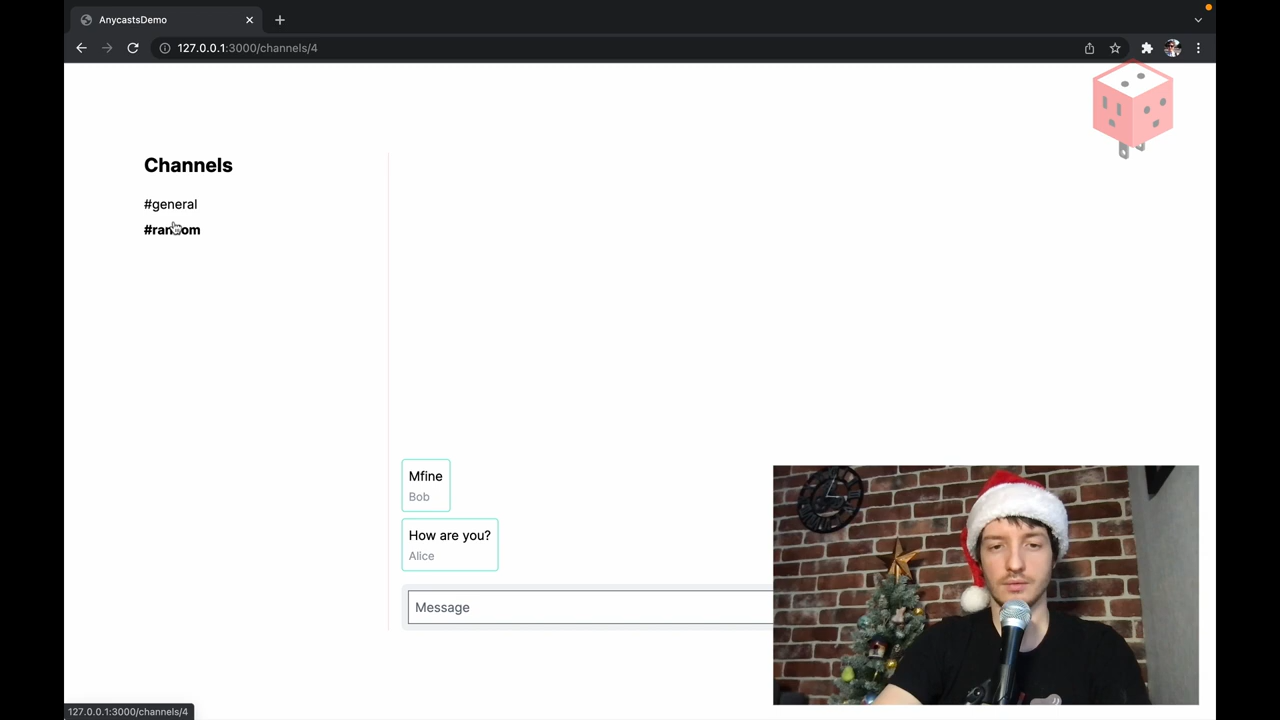 AnycastsDemo
127.0.0.1:3000/channels/4
Channels
#general
#random
Mfine
Bob
How are you?
Alice
Message
127.0.0.1:3000/channels/4